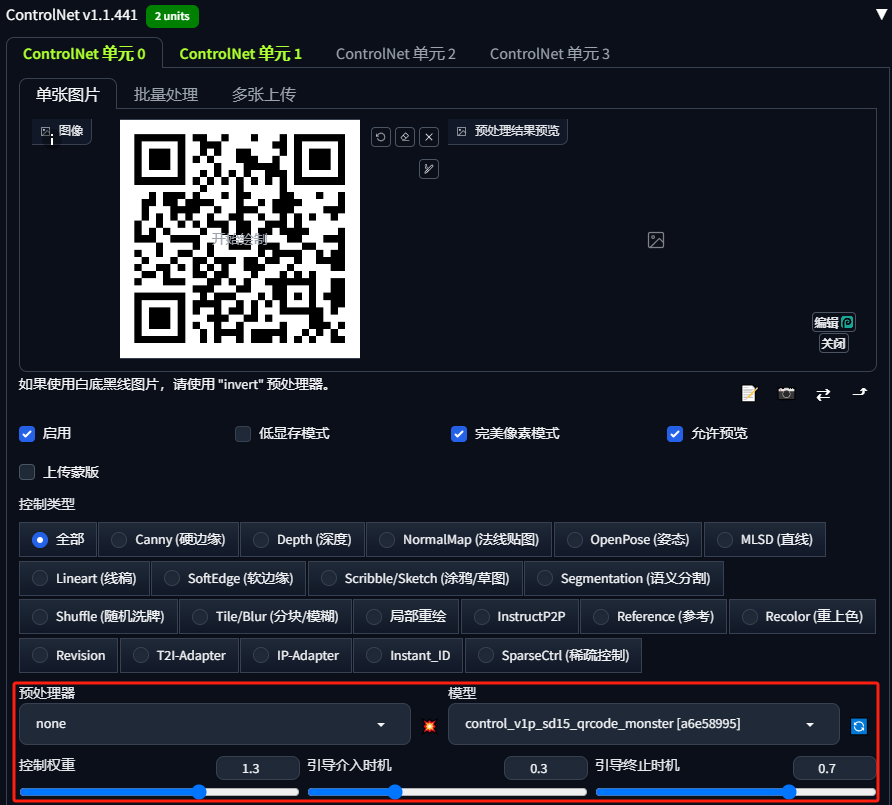 ControlNet v1.1.441 2 units
ControlNet 单元 0 ControlNet 单元 1 ControlNet 单元 2 ControlNet 单元 3
单张图片 批量处理 多张上传
图像 预处理结果预览
开始绘制
编辑
关闭
如果使用白底黑线图片，请使用 "invert" 预处理器。
启用 低显存模式 完美像素模式 允许预览
上传蒙版
控制类型
全部 Canny (硬边缘) Depth (深度) NormalMap (法线贴图) OpenPose (姿态) MLSD (直线)
Lineart (线稿) SoftEdge (软边缘) Scribble/Sketch (涂鸦/草图) Segmentation (语义分割)
Shuffle (随机洗牌) Tile/Blur (分块/模糊) 局部重绘 InstructP2P Reference (参考) Recolor (重上色)
Revision T2I-Adapter IP-Adapter Instant_ID SparseCtrl (稀疏控制)
预处理器 模型
none control_v1p_sd15_qrcode_monster [a6e58995]
控制权重 1.3 引导介入时机 0.3 引导终止时机 0.7